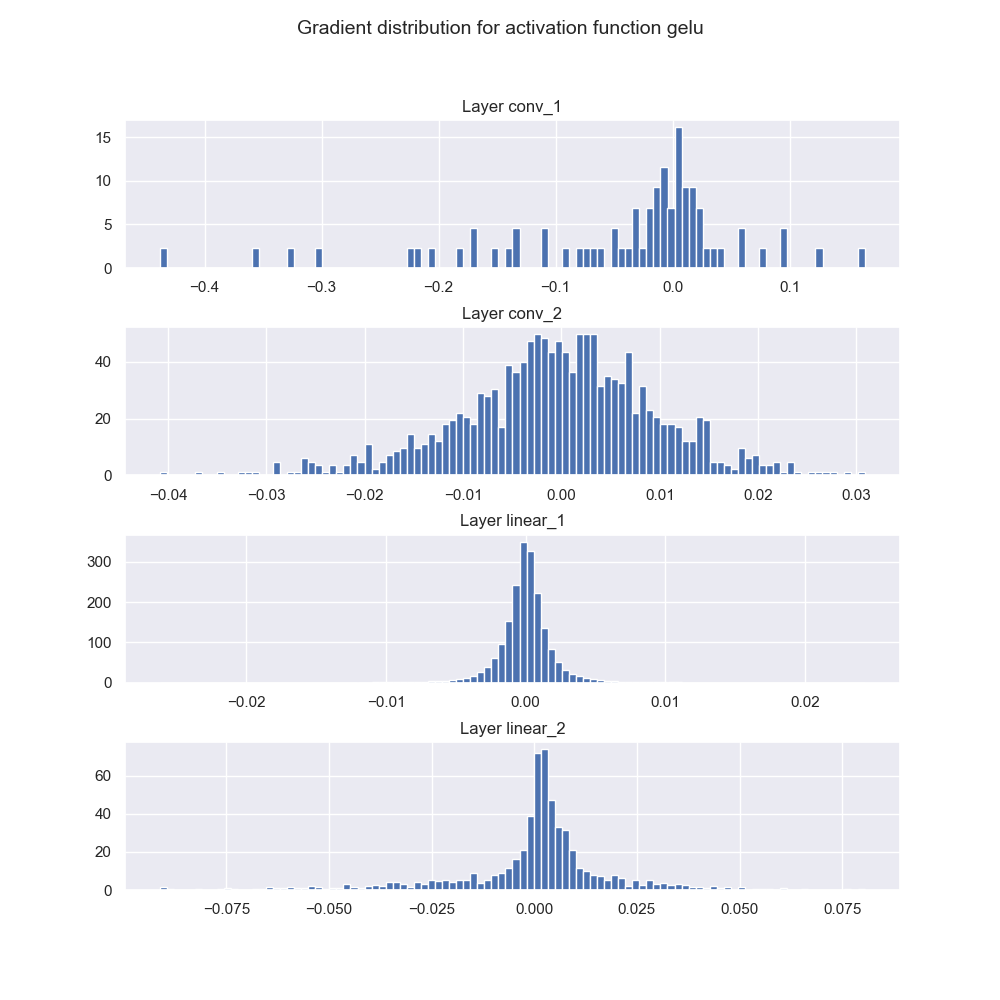 Gradient distribution for activation function gelu
Layer conv_1
15
10
5
0
−0.4 −0.3 −0.2 −0.1 0.0 0.1
Layer conv_2
40
20
0
−0.04 −0.03 −0.02 −0.01 0.00 0.01 0.02 0.03
Layer linear_1
300
200
100
0
−0.02 −0.01 0.00 0.01 0.02
Layer linear_2
60
40
20
0
−0.075 −0.050 −0.025 0.000 0.025 0.050 0.075